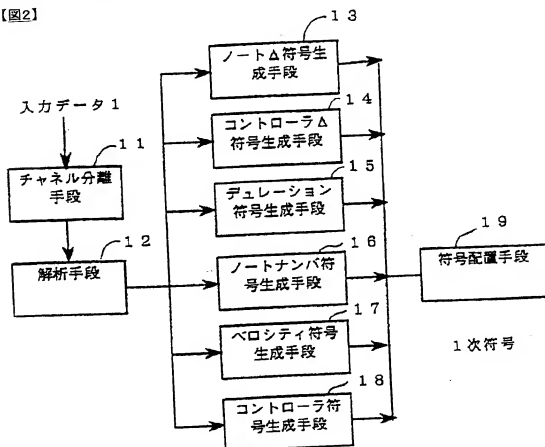 【図2】
13
ノートΔ符号生
成手段
14
コントローラΔ
符号生成手段
入力データ1
11
チャネル分離
手段
15
デュレーション
符号生成手段
12
解析手段
16
ノートナンバ符
号生成手段
19
符号配置手段
17
ベロシティ符号
生成手段
1次符号
18
コントローラ符
号生成手段